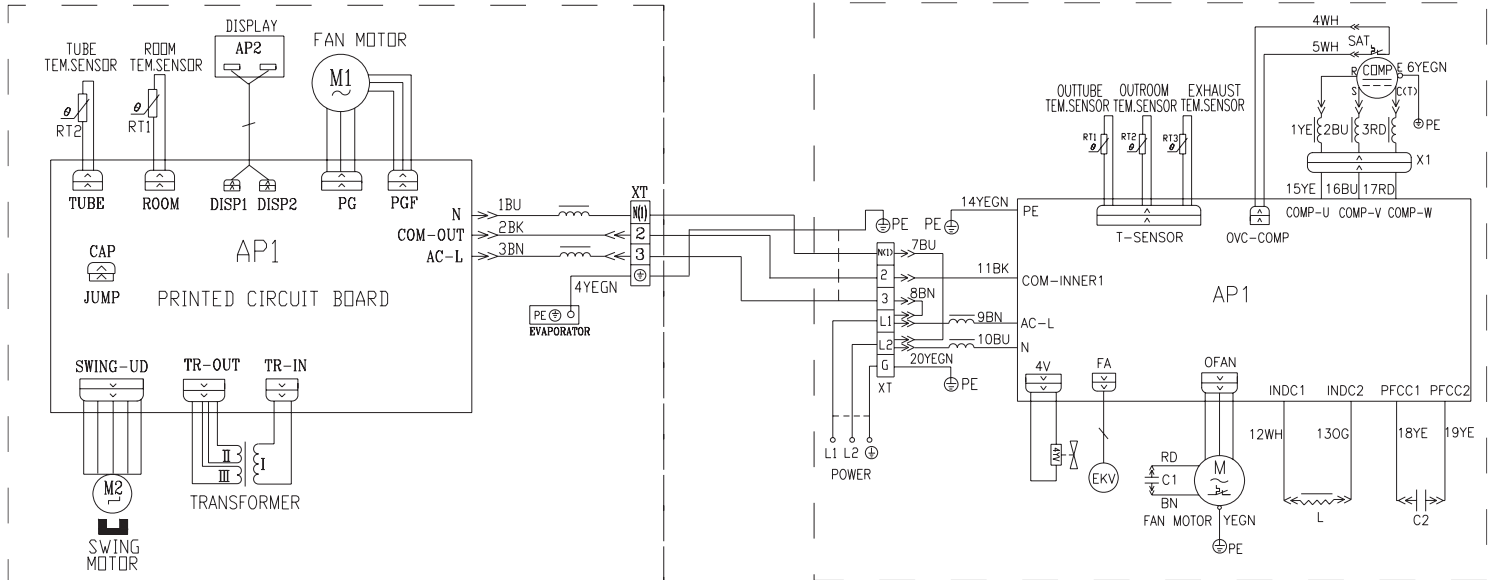 TUBE
TEM.SENSOR
ROOM
TEM.SENSOR
DISPLAY
AP2
FAN MOTOR
M1
θ
RT2
θ
RT1
TUBE
ROOM
DISP1 DISP2
PG
PGF
N
COM-OUT
AC-L
CAP
JUMP
AP1
PRINTED CIRCUIT BOARD
SWING-UD
TR-OUT
TR-IN
II
III
I
TRANSFORMER
M2
SWING
MOTOR
1BU
2BK
3BN
4YEGN
XT
N(1)
2
3
PE
EVAPORATOR
4WH
5WH
SAT
COMP
R
S
E
C(T)
6YEGN
PE
1YE
2BU
3RD
X1
15YE
16BU
17RD
OUTTUBE
TEM.SENSOR
OUTROOM
TEM.SENSOR
EXHAUST
TEM.SENSOR
RT1
θ
RT2
θ
RT3
θ
PE
PE
14YEGN
PE
T-SENSOR
OVC-COMP
COMP-U
COMP-V
COMP-W
N(1)
2
3
L1
L2
G
XT
7BU
8BN
9BN
10BU
11BK
20YEGN
PE
COM-INNER1
AC-L
N
AP1
L1 L2
POWER
4V
FA
OFAN
INDC1
INDC2
PFCC1
PFCC2
4YV
EKV
RD
C1
BN
M
FAN MOTOR
YEGN
PE
12WH
13OG
L
18YE
19YE
C2